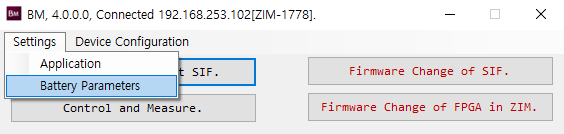 BM BM, 4.0.0.0, Connected 192.168.253.102[ZIM-1778].
Settings Device Configuration
Application
Battery Parameters
SIF.
Firmware Change of SIF.
Control and Measure.
Firmware Change of FPGA in ZIM.